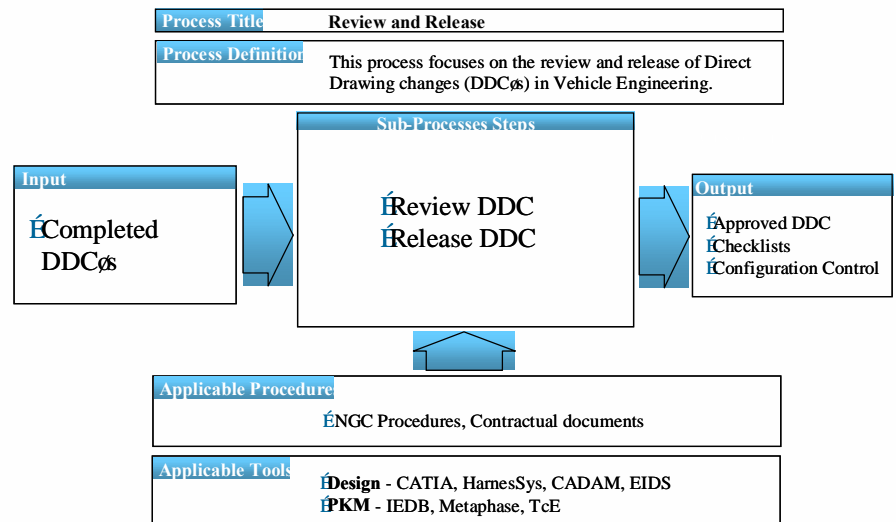 Process Title
Review and Release
Process Definition
This process focuses on the review and release of Direct
Drawing changes (DDCøs) in Vehicle Engineering.
Sub-Processes Steps
Input
ÉCompleted
DDCøs
ÉReview DDC
ÉRelease DDC
Output
ÉApproved DDC
ÉChecklists
ÉConfiguration Control
Applicable Procedures
ÉNGC Procedures, Contractual documents
Applicable Tools
ÉDesign - CATIA, HarnesSys, CADAM, EIDS
ÉPKM - IEDB, Metaphase, TcE